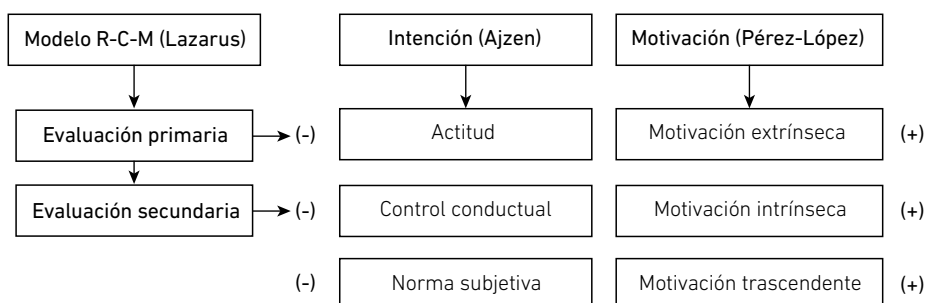 Modelo R-C-M (Lazarus) Intención (Ajzen) Motivación (Pérez-López)
Evaluación primaria (-) Actitud Motivación extrínseca (+)
Evaluación secundaria (-) Control conductual Motivación intrínseca (+)
(-) Norma subjetiva Motivación trascendente (+)